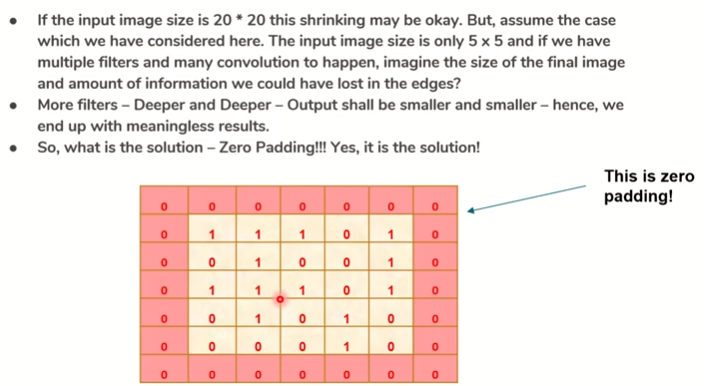 • If the input image size is 20 * 20 this shrinking may be okay. But, assume the case
which we have considered here. The input image size is only 5 x 5 and if we have
multiple filters and many convolution to happen, imagine the size of the final image
and amount of information we could have lost in the edges?
• More filters – Deeper and Deeper – Output shall be smaller and smaller – hence, we
end up with meaningless results.
• So, what is the solution – Zero Padding!!! Yes, it is the solution!
This is zero
padding!
0 0 0 0 0 0 0
0 1 1 1 0 1 0
0 0 1 0 0 1 0
0 1 1 1 0 1 0
0 0 1 0 1 0 0
0 0 0 0 1 0 0
0 0 0 0 0 0 0